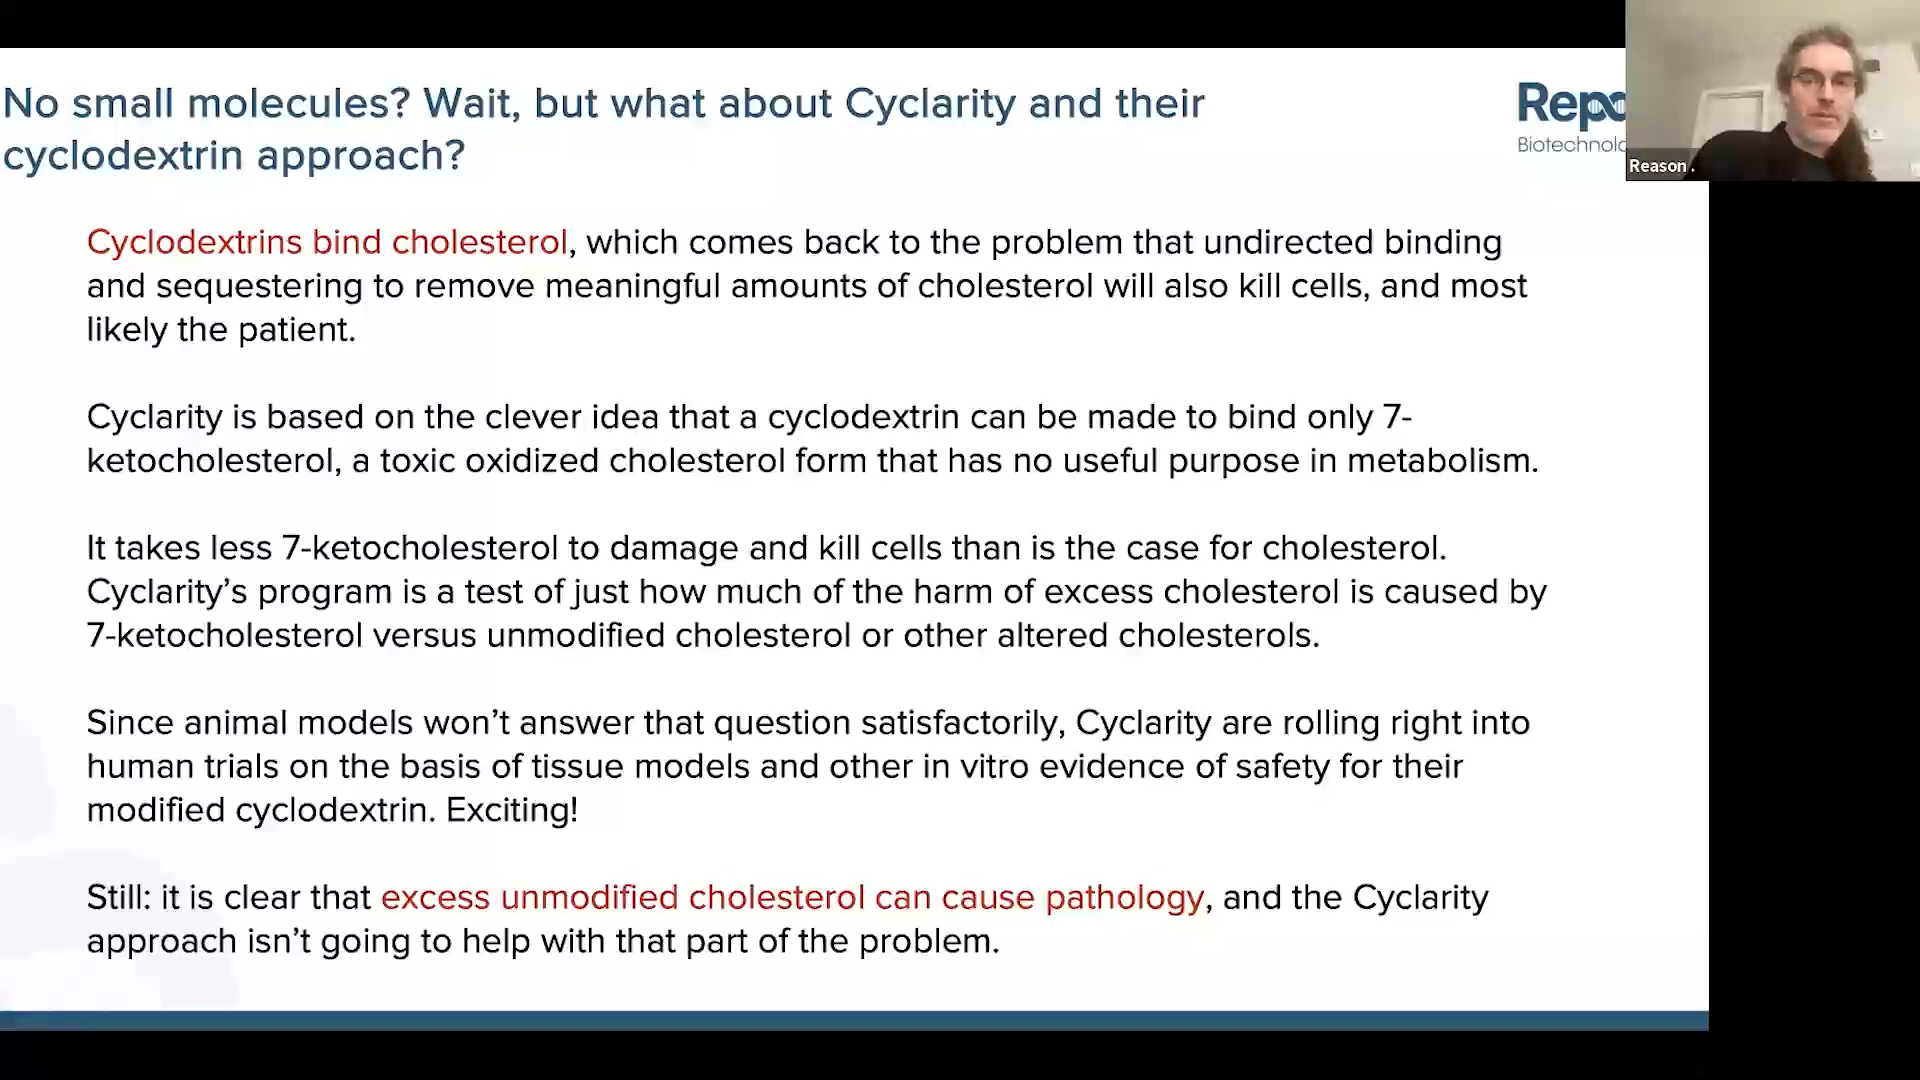 No small molecules? Wait, but what about Cyclarity and their
cyclodextrin approach?
Repo
Biotechnolo
Reason .
Cyclodextrins bind cholesterol, which comes back to the problem that undirected binding
and sequestering to remove meaningful amounts of cholesterol will also kill cells, and most
likely the patient.
Cyclarity is based on the clever idea that a cyclodextrin can be made to bind only 7-
ketocholesterol, a toxic oxidized cholesterol form that has no useful purpose in metabolism.
It takes less 7-ketocholesterol to damage and kill cells than is the case for cholesterol.
Cyclarity’s program is a test of just how much of the harm of excess cholesterol is caused by
7-ketocholesterol versus unmodified cholesterol or other altered cholesterols.
Since animal models won’t answer that question satisfactorily, Cyclarity are rolling right into
human trials on the basis of tissue models and other in vitro evidence of safety for their
modified cyclodextrin. Exciting!
Still: it is clear that excess unmodified cholesterol can cause pathology, and the Cyclarity
approach isn’t going to help with that part of the problem.